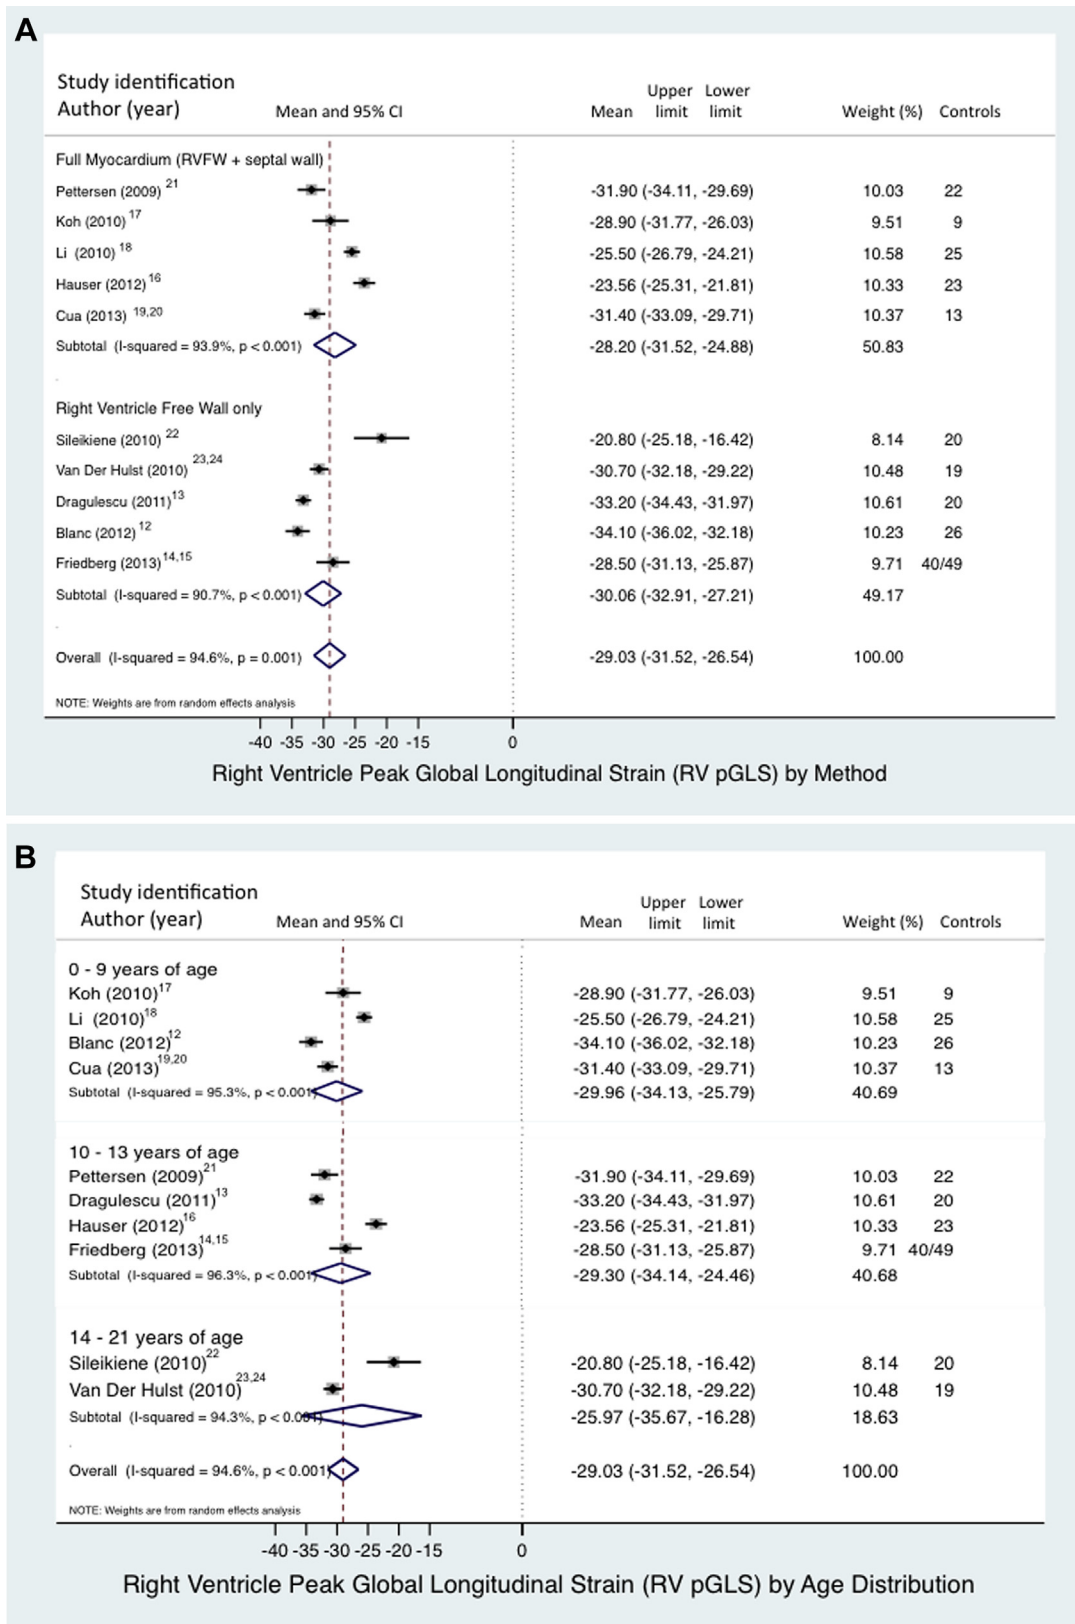 A
Study identification
Author (year) Mean and 95% CI Mean Upper limit Lower limit Weight (%) Controls
Full Myocardium (RVFW + septal wall)
Pettersen (2009) 21 -31.90 (-34.11, -29.69) 10.03 22
Koh (2010) 17 -28.90 (-31.77, -26.03) 9.51 9
Li (2010) 18 -25.50 (-26.79, -24.21) 10.58 25
Hauser (2012) 16 -23.56 (-25.31, -21.81) 10.33 23
Cua (2013) 19,20 -31.40 (-33.09, -29.71) 10.37 13
Subtotal (I-squared = 93.9%, p < 0.001) -28.20 (-31.52, -24.88) 50.83
.
Right Ventricle Free Wall only
Sileikiene (2010) 22 -20.80 (-25.18, -16.42) 8.14 20
Van Der Hulst (2010) 23,24 -30.70 (-32.18, -29.22) 10.48 19
Dragulescu (2011) 13 -33.20 (-34.43, -31.97) 10.61 20
Blanc (2012) 12 -34.10 (-36.02, -32.18) 10.23 26
Friedberg (2013) 14,15 -28.50 (-31.13, -25.87) 9.71 40/49
Subtotal (I-squared = 90.7%, p < 0.001) -30.06 (-32.91, -27.21) 49.17
.
Overall (I-squared = 94.6%, p = 0.001) -29.03 (-31.52, -26.54) 100.00
NOTE: Weights are from random effects analysis
-40 -35 -30 -25 -20 -15 0
Right Ventricle Peak Global Longitudinal Strain (RV pGLS) by Method
B
Study identification
Author (year) Mean and 95% CI Mean Upper limit Lower limit Weight (%) Controls
0 - 9 years of age
Koh (2010) 17 -28.90 (-31.77, -26.03) 9.51 9
Li (2010) 18 -25.50 (-26.79, -24.21) 10.58 25
Blanc (2012) 12 -34.10 (-36.02, -32.18) 10.23 26
Cua (2013) 19,20 -31.40 (-33.09, -29.71) 10.37 13
Subtotal (I-squared = 95.3%, p < 0.001) -29.96 (-34.13, -25.79) 40.69
10 - 13 years of age
Pettersen (2009) 21 -31.90 (-34.11, -29.69) 10.03 22
Dragulescu (2011) 13 -33.20 (-34.43, -31.97) 10.61 20
Hauser (2012) 16 -23.56 (-25.31, -21.81) 10.33 23
Friedberg (2013) 14,15 -28.50 (-31.13, -25.87) 9.71 40/49
Subtotal (I-squared = 96.3%, p < 0.001) -29.30 (-34.14, -24.46) 40.68
14 - 21 years of age
Sileikiene (2010) 22 -20.80 (-25.18, -16.42) 8.14 20
Van Der Hulst (2010) 23,24 -30.70 (-32.18, -29.22) 10.48 19
Subtotal (I-squared = 94.3%, p < 0.001) -25.97 (-35.67, -16.28) 18.63
.
Overall (I-squared = 94.6%, p < 0.001) -29.03 (-31.52, -26.54) 100.00
NOTE: Weights are from random effects analysis
-40 -35 -30 -25 -20 -15 0
Right Ventricle Peak Global Longitudinal Strain (RV pGLS) by Age Distribution